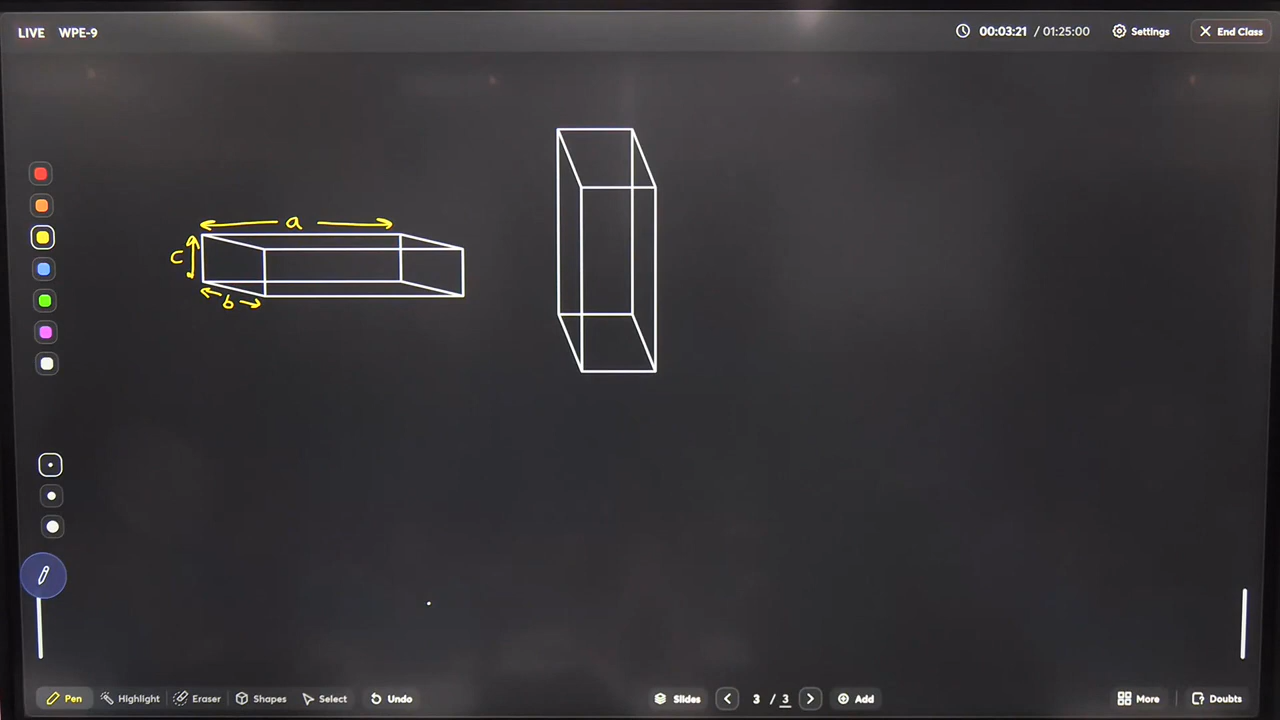 LIVE WPE-9
00:03:21 / 01:25:00 Settings End Class
a
c
b
Pen Highlight Eraser Shapes Select Undo Slides 3 / 3 Add More Doubts